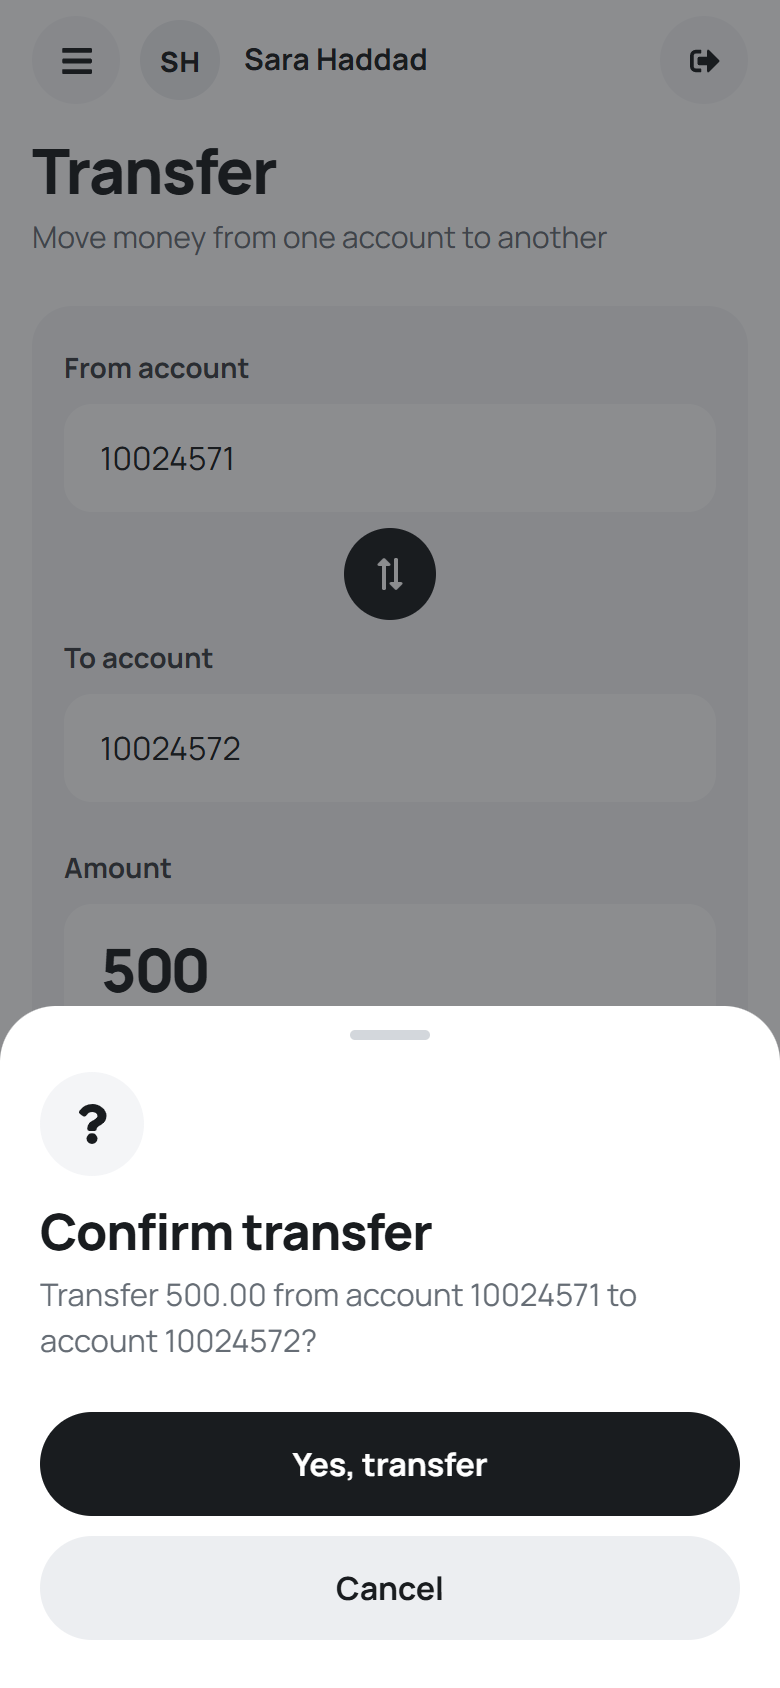 SH
Sara Haddad
Transfer
Move money from one account to another
From account
10024571
To account
10024572
Amount
500
?
Confirm transfer
Transfer 500.00 from account 10024571 to
account 10024572?
Yes, transfer
Cancel